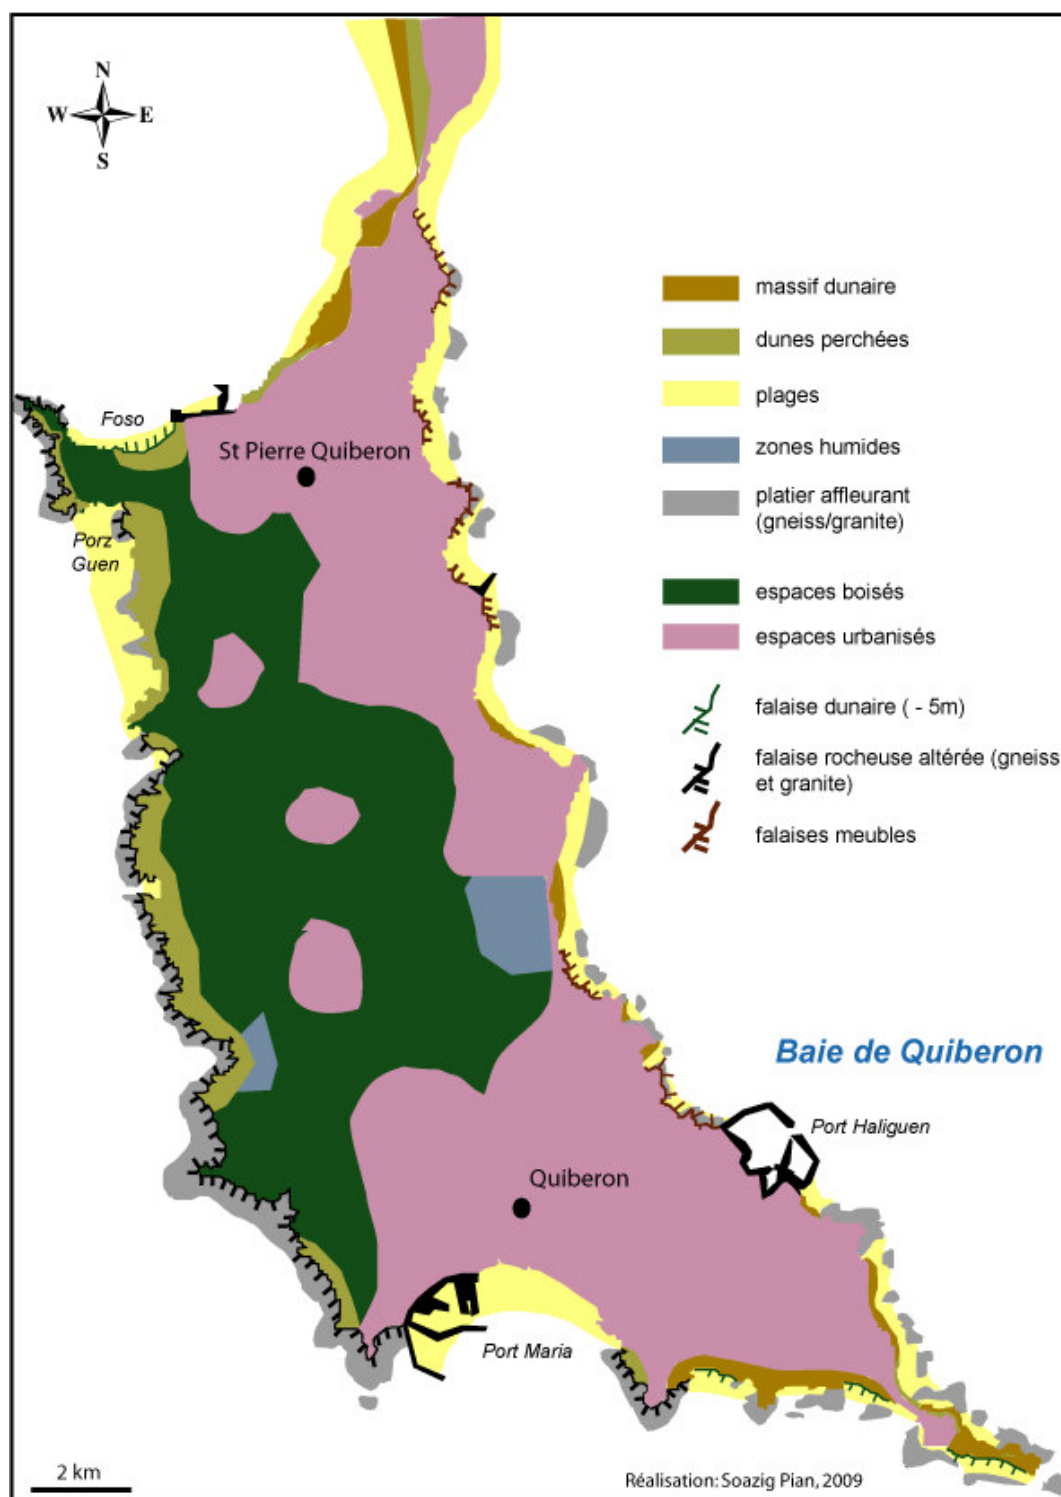 N
W E
S
massif dunaire
dunes perchées
plages
zones humides
platier affleurant
(gneiss/granite)
espaces boisés
espaces urbanisés
falaise dunaire ( - 5m)
falaise rocheuse altérée (gneiss
et granite)
falaises meubles
Foso
St Pierre Quiberon
Porz
Guen
Baie de Quiberon
Port Haliguen
Quiberon
Port Maria
2 km
Réalisation: Soazig Pian, 2009